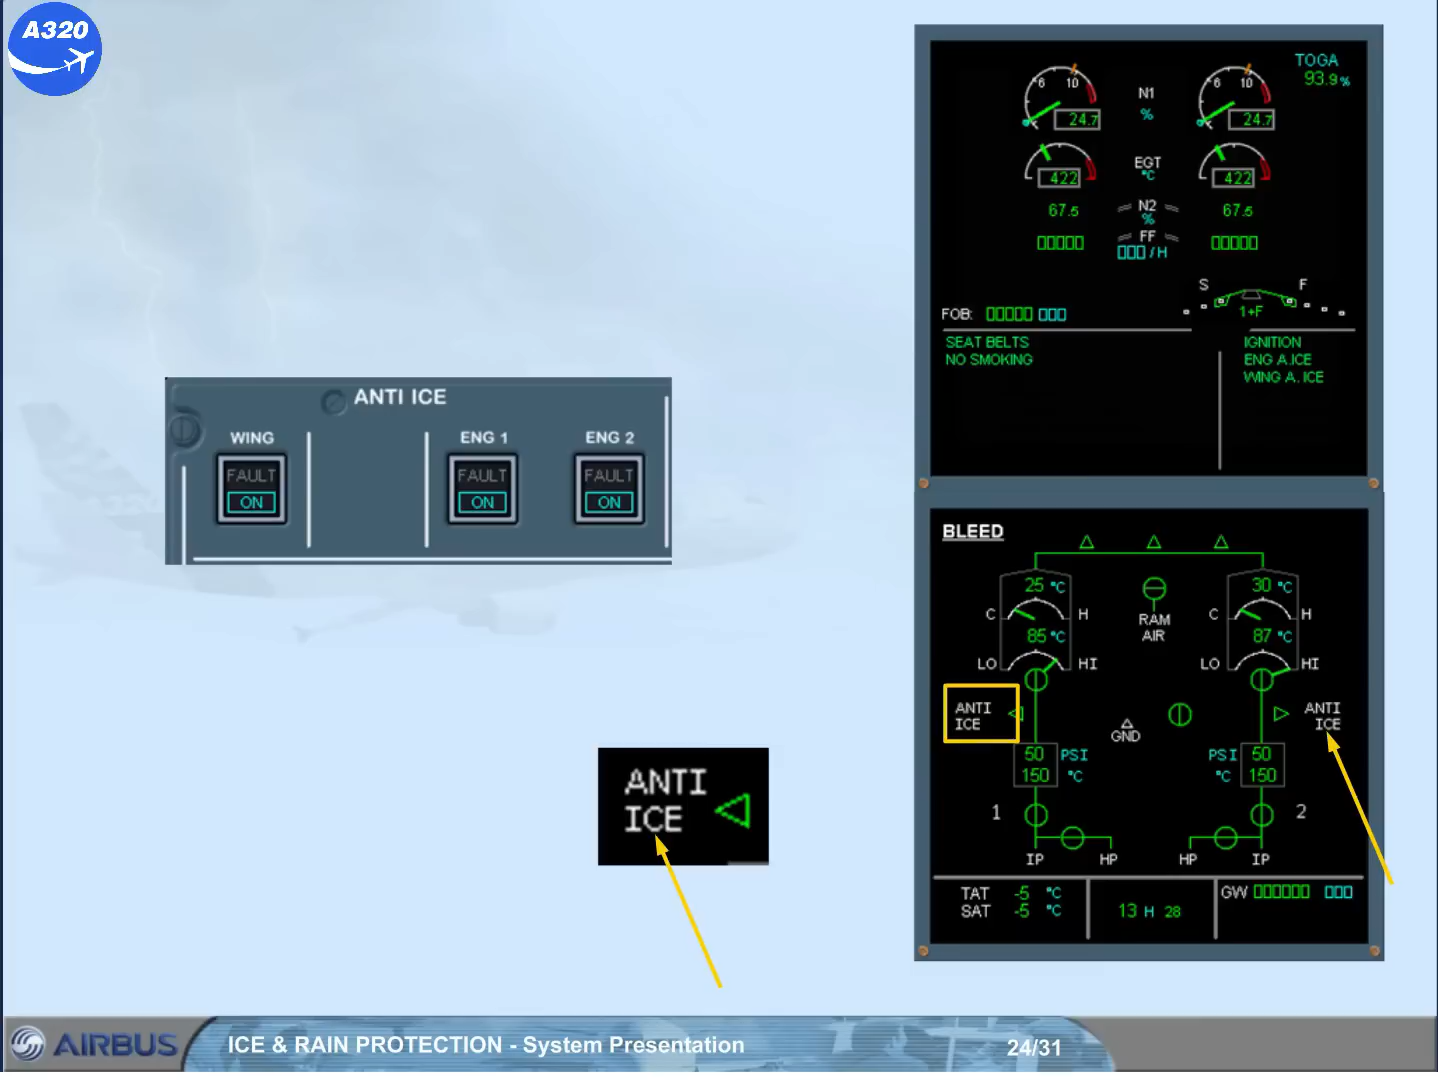 A320
ANTI ICE
WING
ENG 1
ENG 2
FAULT
ON
FAULT
ON
FAULT
ON
TOGA
93.9 %
6 10
N1
%
6 10
24.7
24.7
EGT
°C
422
422
67.5
N2
%
67.5
FF
/ H
S
F
1+F
FOB:
SEAT BELTS
NO SMOKING
IGNITION
ENG A.ICE
WING A. ICE
BLEED
25 °C
30 °C
C
H
RAM
AIR
C
H
85 °C
87 °C
LO
HI
LO
HI
ANTI
ICE
GND
ANTI
ICE
50 PSI
150 °C
PSI 50
°C 150
1
2
IP
HP
HP
IP
TAT -5 °C
SAT -5 °C
13 H 28
GW
ANTI
ICE
AIRBUS
ICE & RAIN PROTECTION - System Presentation
24/31